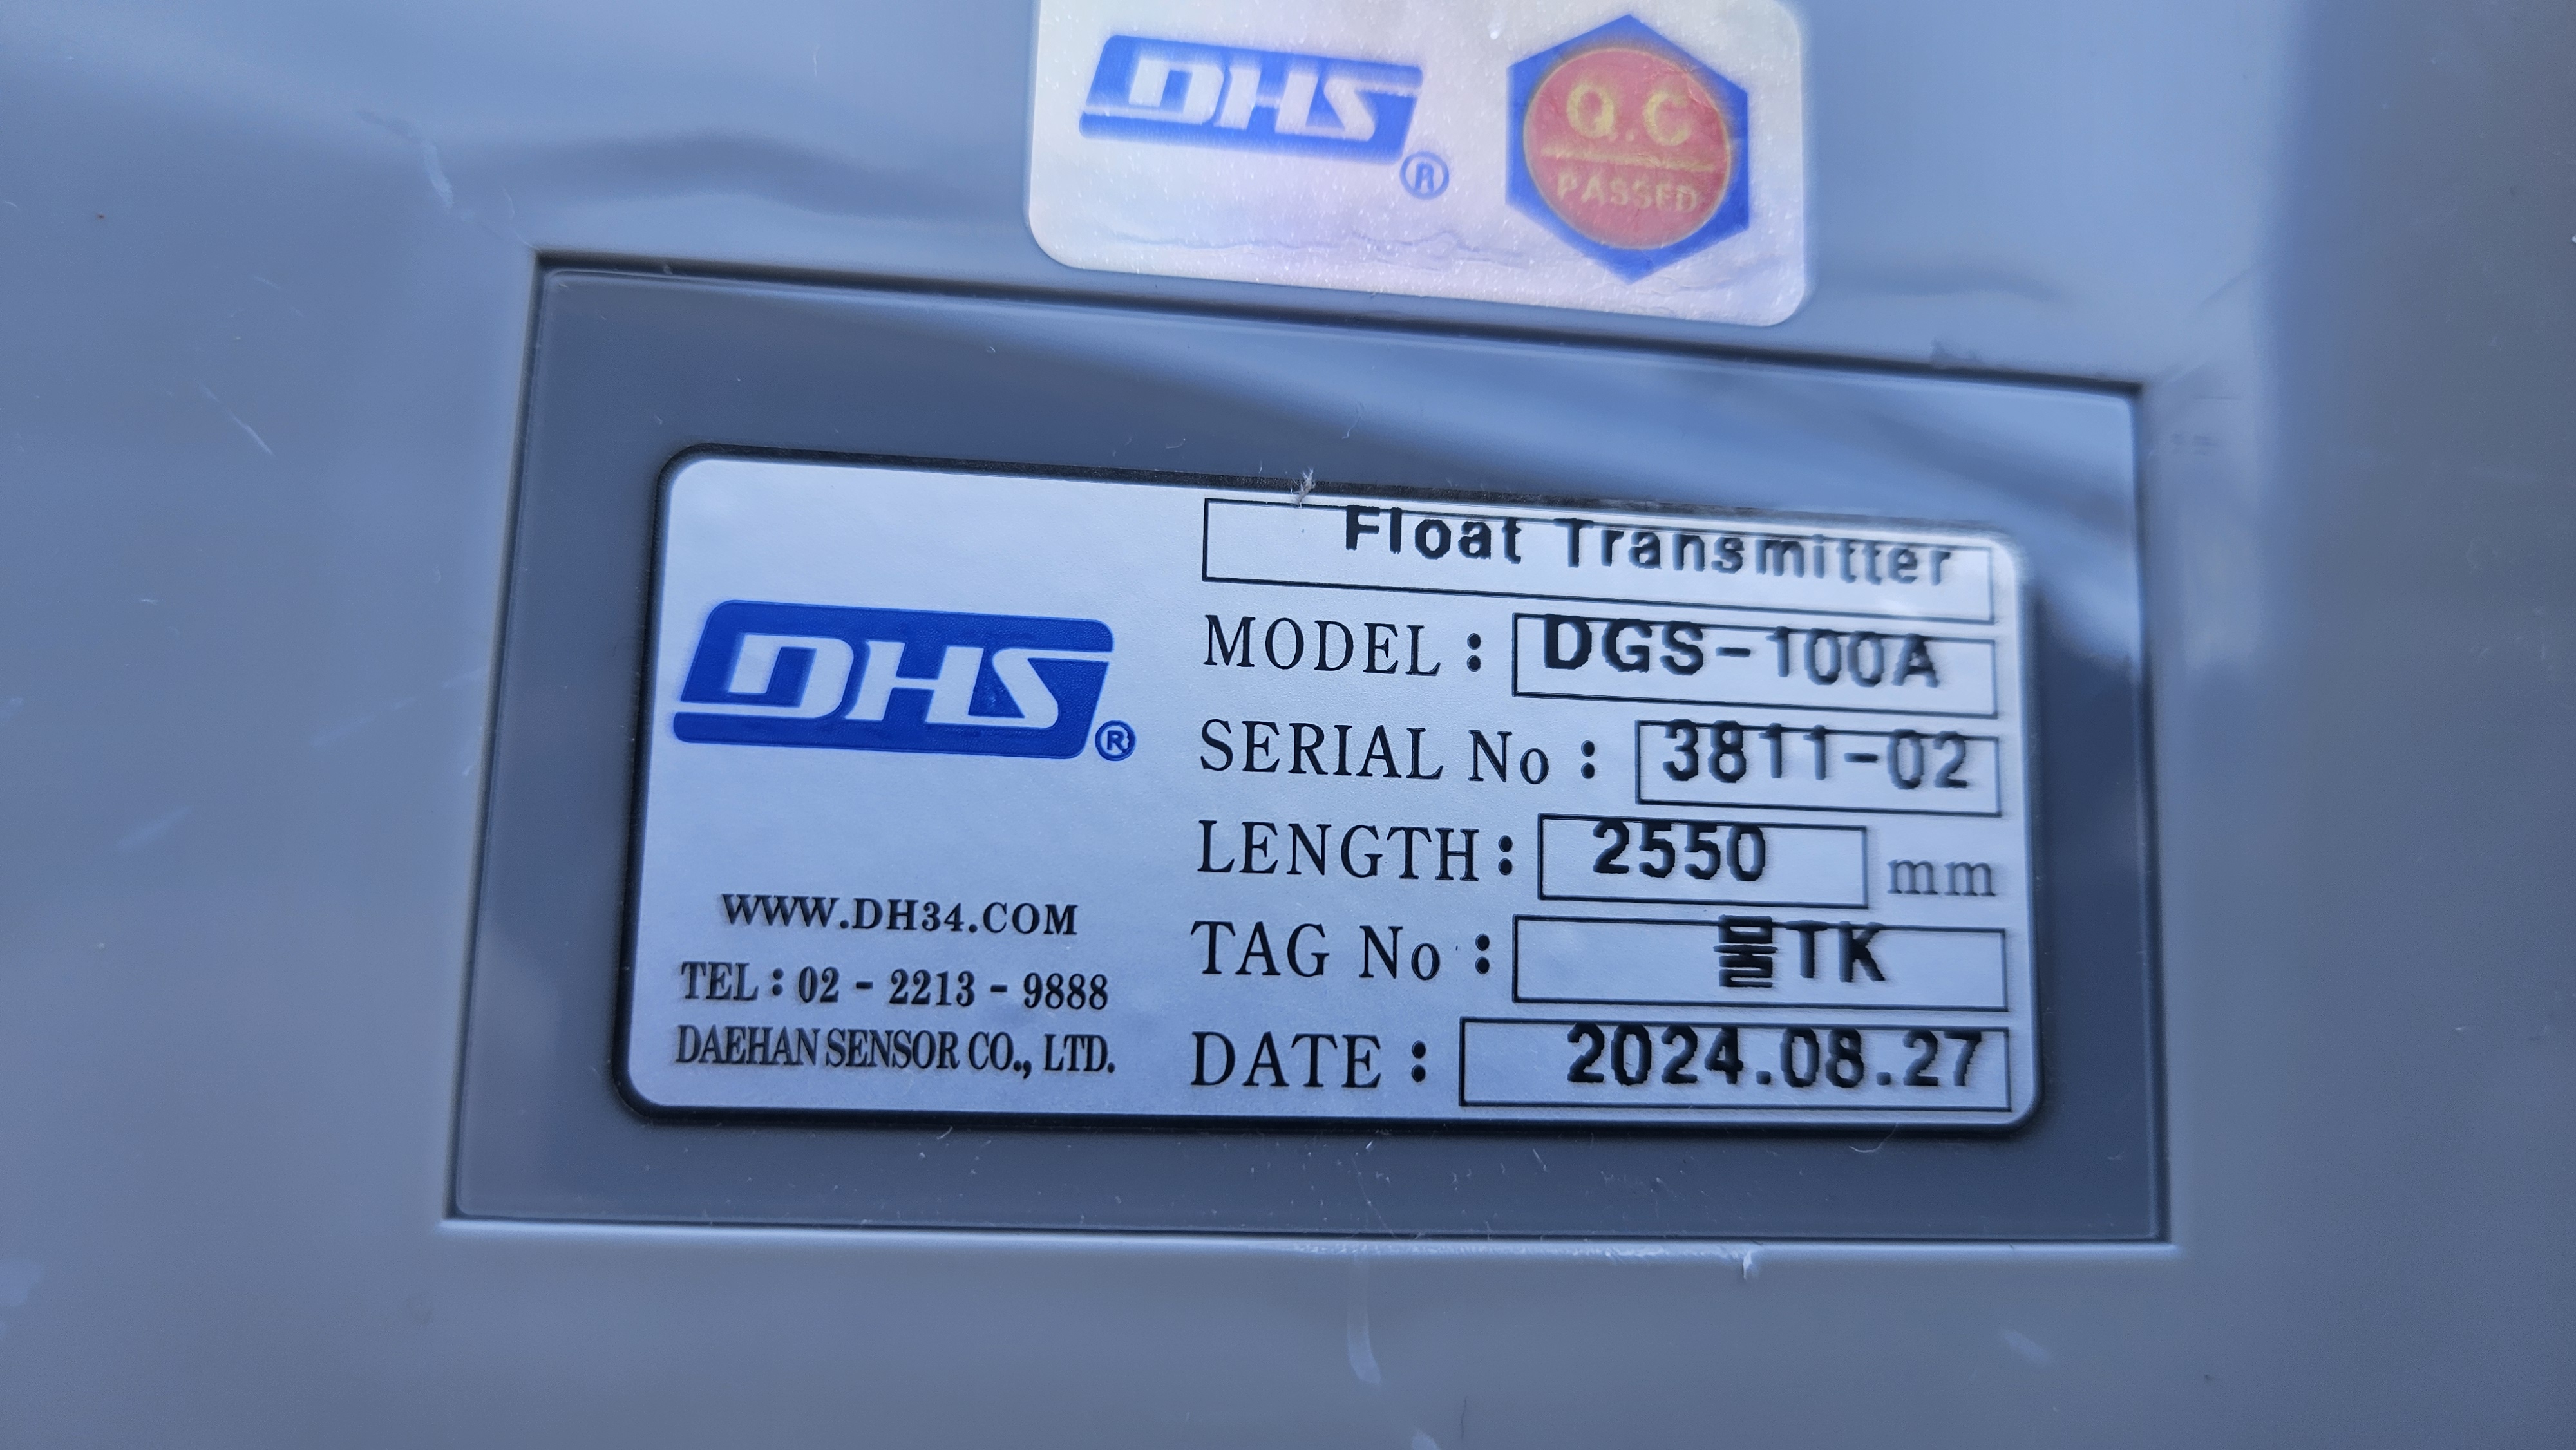 DHS ®
Q.C
PASSED
Float Transmitter
MODEL : DGS-100A
SERIAL No : 3811-02
LENGTH : 2550 mm
TAG No : 물TK
DATE : 2024.08.27
DHS ®
WWW.DH34.COM
TEL : 02 - 2213 - 9888
DAEHAN SENSOR CO., LTD.